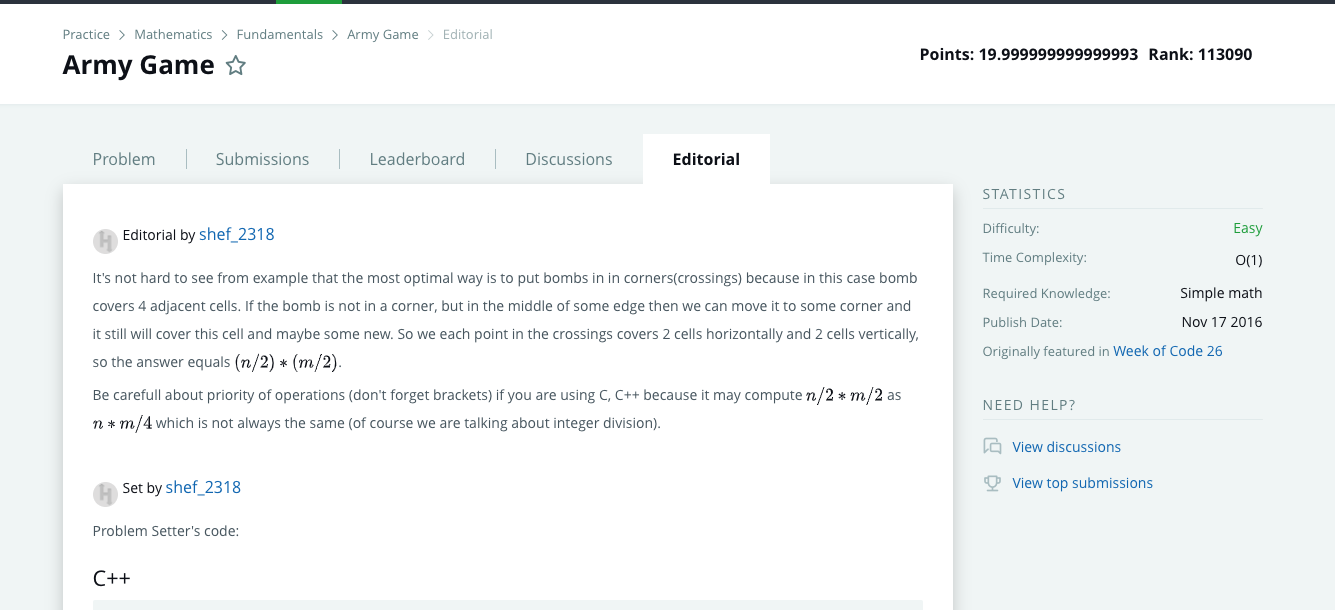 Practice > Mathematics > Fundamentals > Army Game > Editorial
Army Game
Points: 19.999999999999993 Rank: 113090
Problem
Submissions
Leaderboard
Discussions
Editorial
Editorial by shef_2318
It's not hard to see from example that the most optimal way is to put bombs in in corners(crossings) because in this case bomb
covers 4 adjacent cells. If the bomb is not in a corner, but in the middle of some edge then we can move it to some corner and
it still will cover this cell and maybe some new. So we each point in the crossings covers 2 cells horizontally and 2 cells vertically,
so the answer equals (n/2) * (m/2).
Be carefull about priority of operations (don't forget brackets) if you are using C, C++ because it may compute n/2 * m/2 as
n * m/4 which is not always the same (of course we are talking about integer division).
Set by shef_2318
Problem Setter's code:
C++
STATISTICS
Difficulty: Easy
Time Complexity: O(1)
Required Knowledge: Simple math
Publish Date: Nov 17 2016
Originally featured in Week of Code 26
NEED HELP?
View discussions
View top submissions